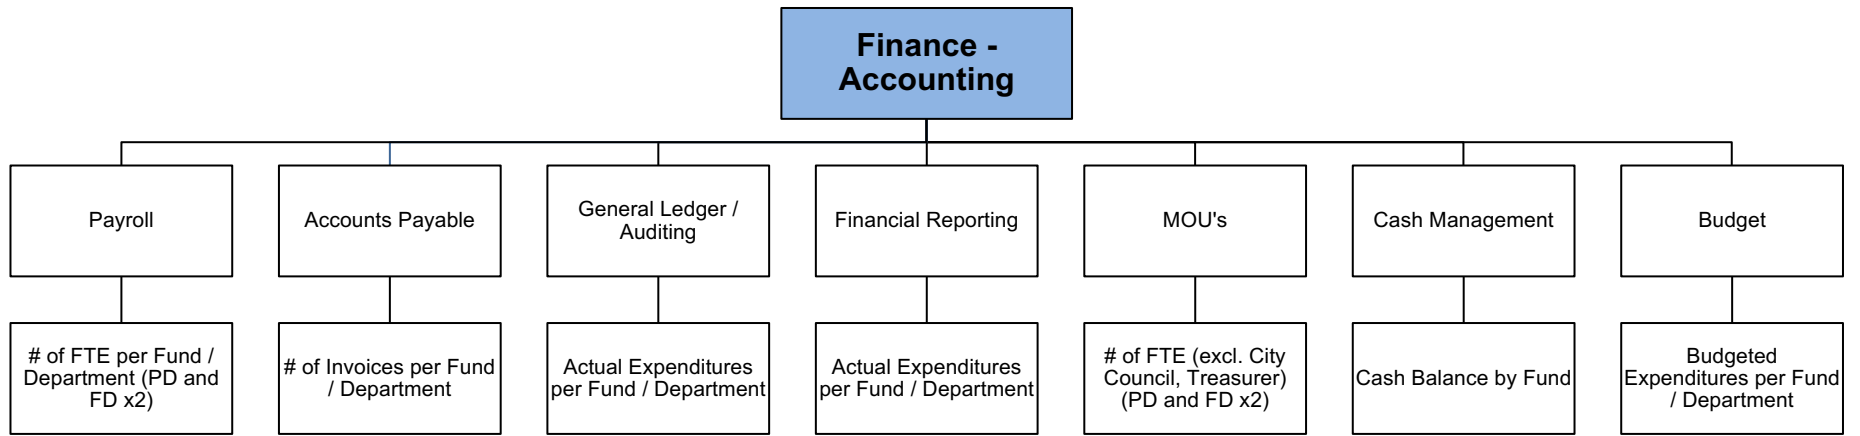 Finance -
Accounting
Payroll
Accounts Payable
General Ledger /
Auditing
Financial Reporting
MOU's
Cash Management
Budget
# of FTE per Fund /
Department (PD and
FD x2)
# of Invoices per Fund
/ Department
Actual Expenditures
per Fund / Department
Actual Expenditures
per Fund / Department
# of FTE (excl. City
Council, Treasurer)
(PD and FD x2)
Cash Balance by Fund
Budgeted
Expenditures per Fund
/ Department